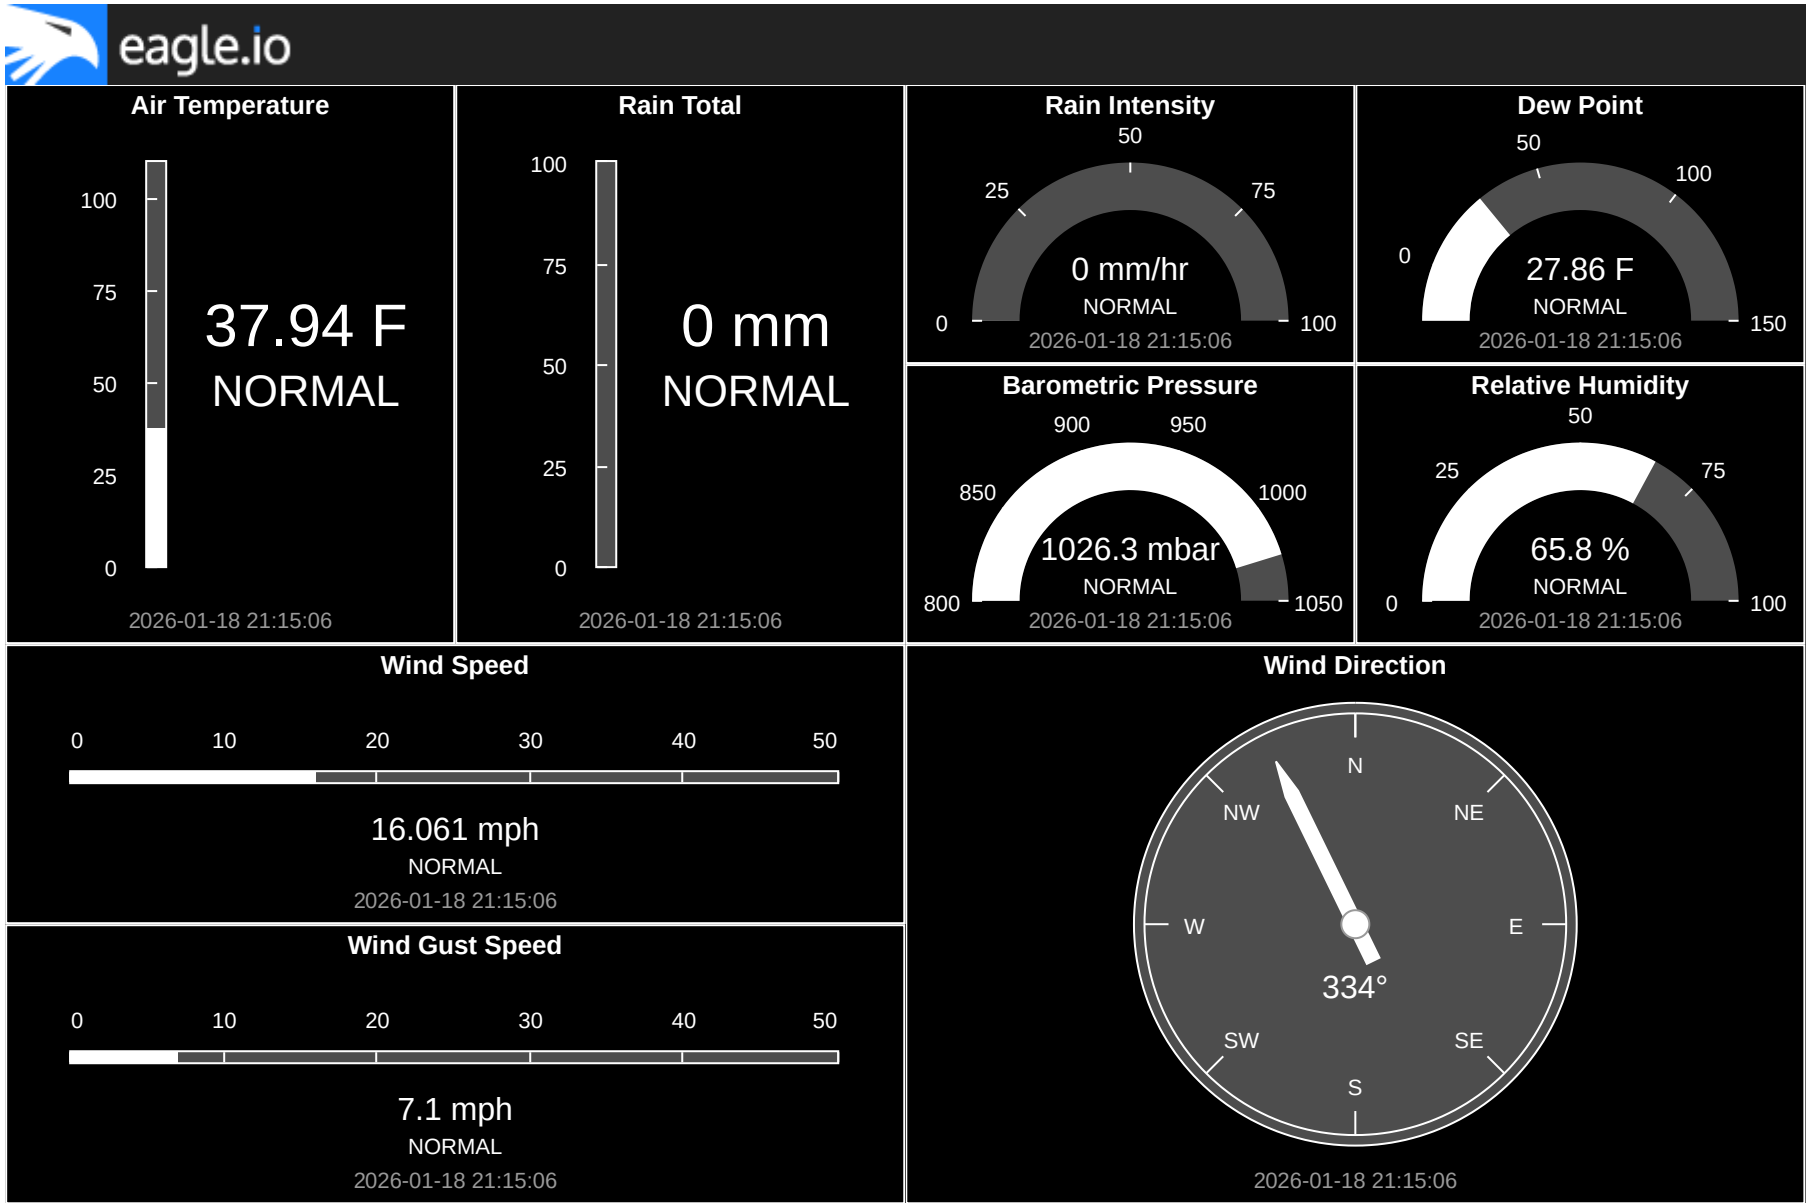 eagle.io
Air Temperature
100
75
50
25
0
37.94 F
NORMAL
2026-01-18 21:15:06
Rain Total
100
75
50
25
0
0 mm
NORMAL
2026-01-18 21:15:06
Rain Intensity
50
25
75
0
100
0 mm/hr
NORMAL
2026-01-18 21:15:06
Dew Point
50
100
0
150
27.86 F
NORMAL
2026-01-18 21:15:06
Barometric Pressure
900
950
850
1000
800
1050
1026.3 mbar
NORMAL
2026-01-18 21:15:06
Relative Humidity
50
25
75
0
100
65.8 %
NORMAL
2026-01-18 21:15:06
Wind Speed
0 10 20 30 40 50
16.061 mph
NORMAL
2026-01-18 21:15:06
Wind Gust Speed
0 10 20 30 40 50
7.1 mph
NORMAL
2026-01-18 21:15:06
Wind Direction
N
NW
NE
W
E
334°
SW
SE
S
2026-01-18 21:15:06